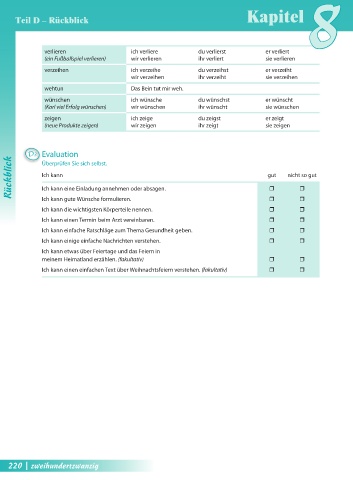 Teil D – Rückblick
Kapitel 8
verlieren ich verliere du verlierst er verliert
(ein Fußballspiel verlieren) wir verlieren ihr verliert sie verlieren
verzeihen ich verzeihe du verzeihst er verzeiht
wir verzeihen ihr verzeiht sie verzeihen
wehtun Das Bein tut mir weh.
wünschen ich wünsche du wünschst er wünscht
(Karl viel Erfolg wünschen) wir wünschen ihr wünscht sie wünschen
zeigen ich zeige du zeigst er zeigt
(neue Produkte zeigen) wir zeigen ihr zeigt sie zeigen
Rückblick
Evaluation
Überprüfen Sie sich selbst.
Ich kann gut nicht so gut
Ich kann eine Einladung annehmen oder absagen.
Ich kann gute Wünsche formulieren.
Ich kann die wichtigsten Körperteile nennen.
Ich kann einen Termin beim Arzt vereinbaren.
Ich kann einfache Ratschläge zum Thema Gesundheit geben.
Ich kann einige einfache Nachrichten verstehen.
Ich kann etwas über Feiertage und das Feiern in
meinem Heimatland erzählen. (fakultativ)
Ich kann einen einfachen Text über Weihnachtsfeiern verstehen. (fakultativ)
220 | zweihundertzwanzig